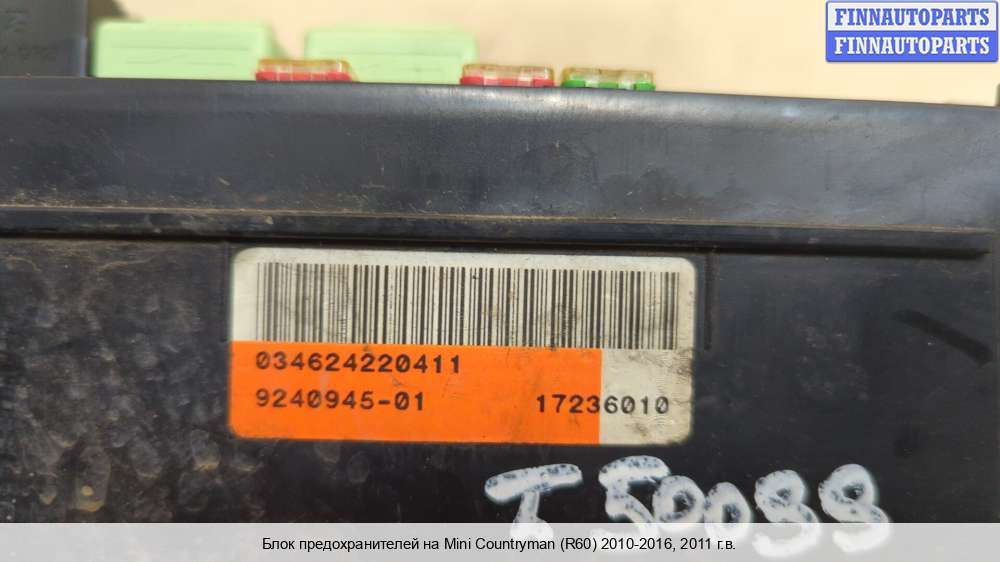 FINNAUTOPARTS
FINNAUTOPARTS
034624220411
9240945-01 17236010
T 50039
Блок предохранителей на Mini Countryman (R60) 2010-2016, 2011 г.в.